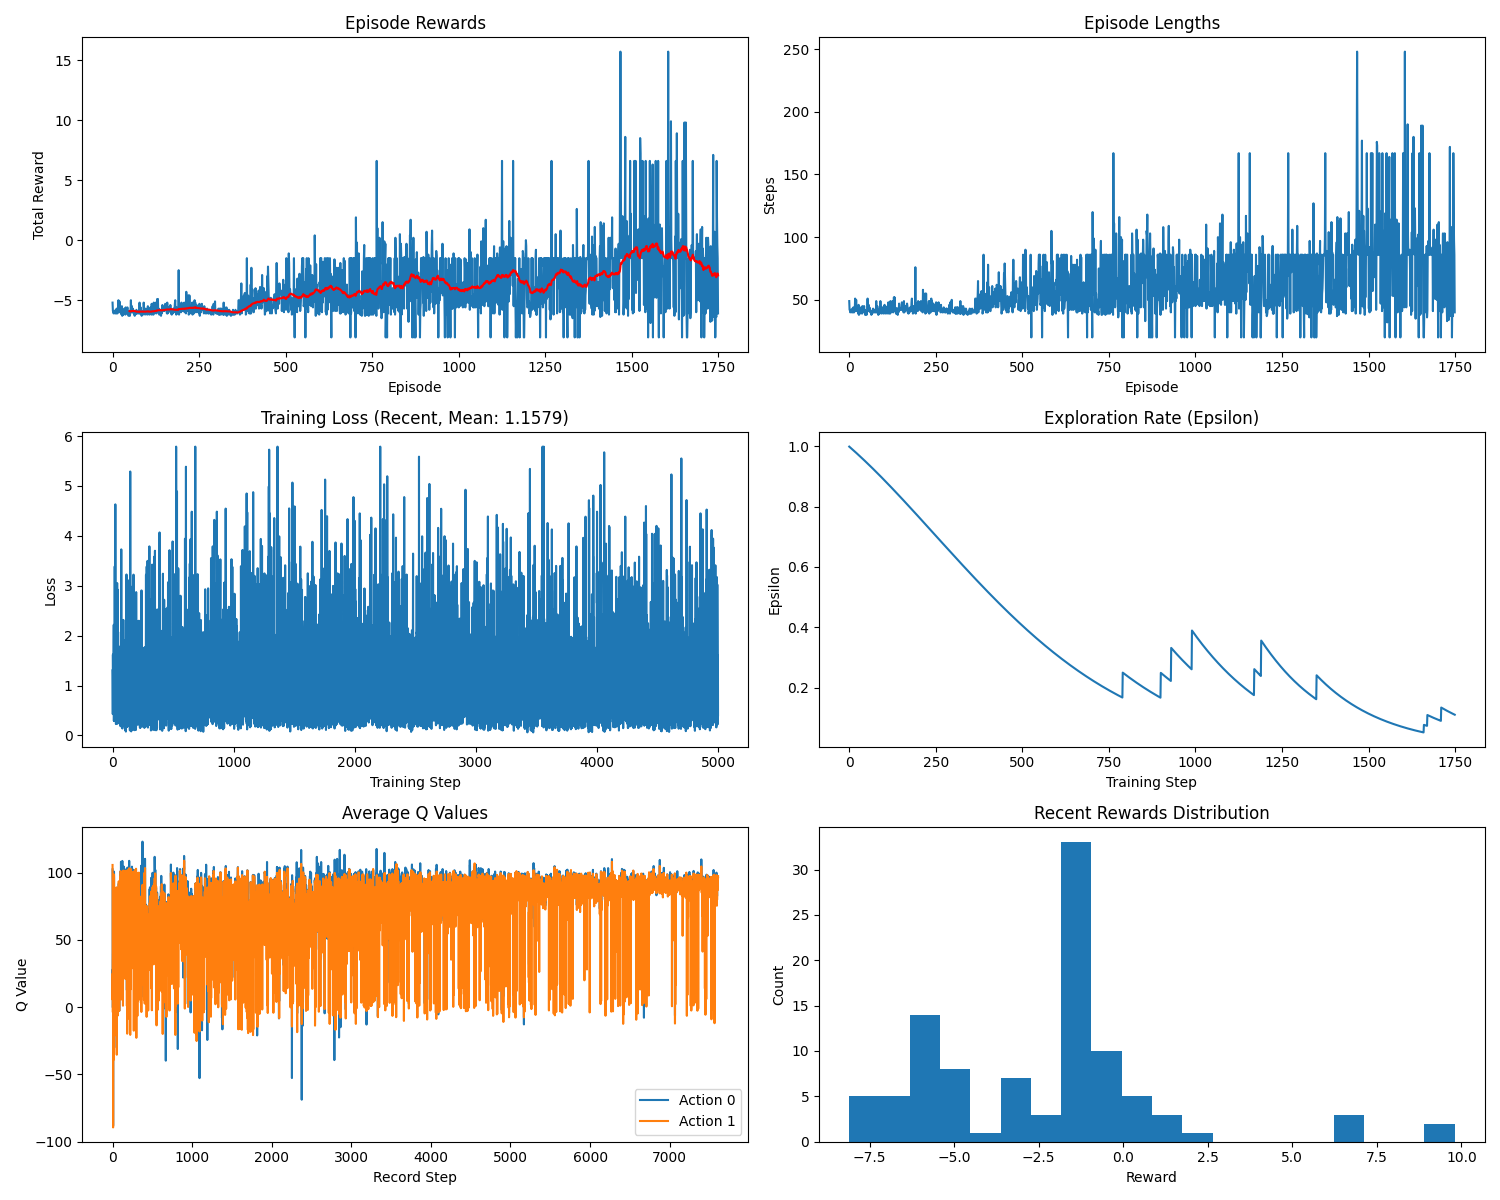 Episode Rewards
Total Reward
15
10
5
0
−5
0 250 500 750 1000 1250 1500 1750
Episode
Episode Lengths
Steps
250
200
150
100
50
0 250 500 750 1000 1250 1500 1750
Episode
Training Loss (Recent, Mean: 1.1579)
Loss
6
5
4
3
2
1
0
0 1000 2000 3000 4000 5000
Training Step
Exploration Rate (Epsilon)
Epsilon
1.0
0.8
0.6
0.4
0.2
0 250 500 750 1000 1250 1500 1750
Training Step
Average Q Values
Q Value
100
50
0
−50
−100
Action 0
Action 1
0 1000 2000 3000 4000 5000 6000 7000
Record Step
Recent Rewards Distribution
Count
30
25
20
15
10
5
0
−7.5 −5.0 −2.5 0.0 2.5 5.0 7.5 10.0
Reward